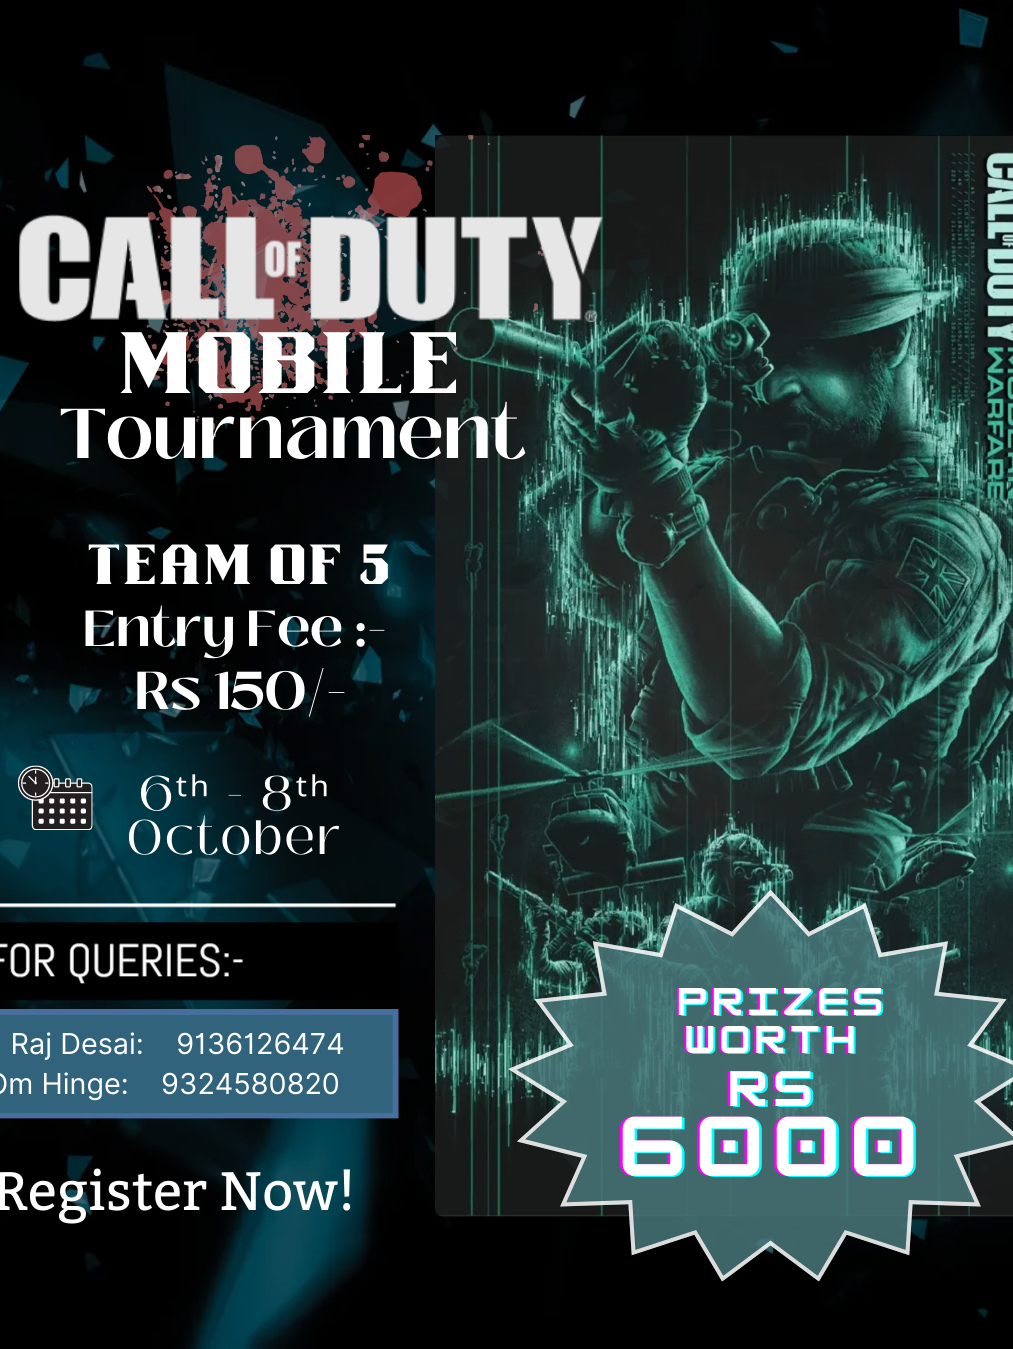 CALL OF DUTY
MOBILE
Tournament
TEAM OF 5
Entry Fee :-
Rs 150/-
6th - 8th
October
FOR QUERIES:-
Raj Desai: 9136126474
Om Hinge: 9324580820
Register Now!
CALL OF DUTY
MODERN
WARFARE
PRIZES
WORTH
RS
6000